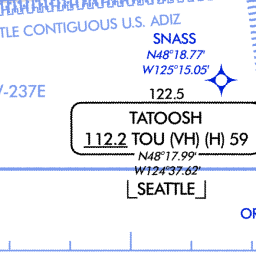 TLE CONTIGUOUS U.S. ADIZ
SNASS
N48°18.77'
W125°15.05'
V-237E
122.5
TATOOSH
112.2 TOU (VH) (H) 59
N48°17.99'
W124°37.62'
SEATTLE
OR